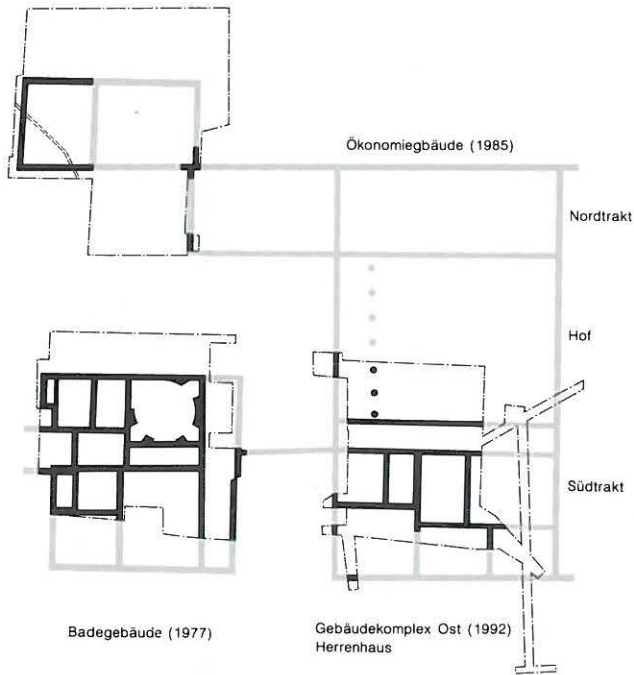 Ökonomiegbäude (1985)
Nordtrakt
Hof
Südtrakt
Badegebäude (1977)
Gebäudekomplex Ost (1992)
Herrenhaus